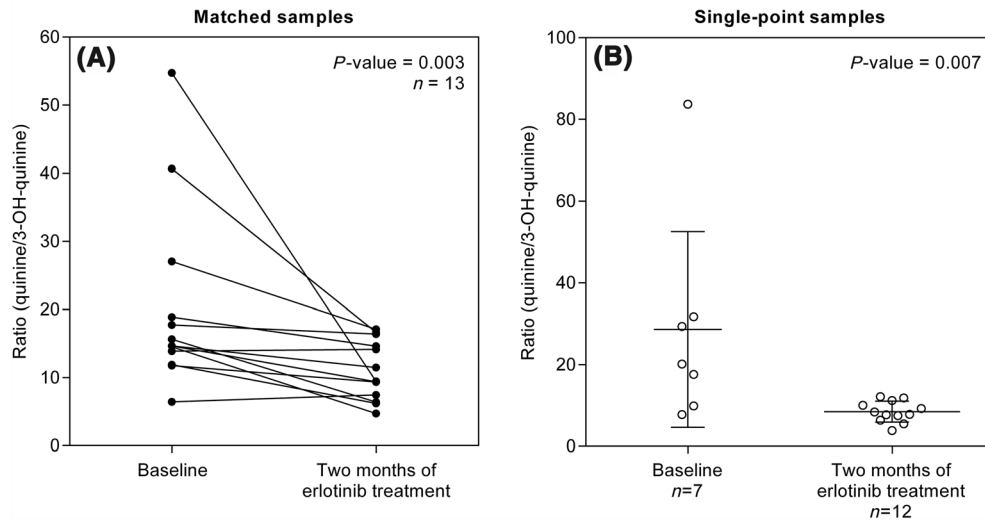 Matched samples
(A)
P-value = 0.003
n = 13
Ratio (quinine/3-OH-quinine)
60
50
40
30
20
10
0
Baseline
Two months of
erlotinib treatment
Single-point samples
(B)
P-value = 0.007
Ratio (quinine/3-OH-quinine)
100
80
60
40
20
0
Baseline
n=7
Two months of
erlotinib treatment
n=12